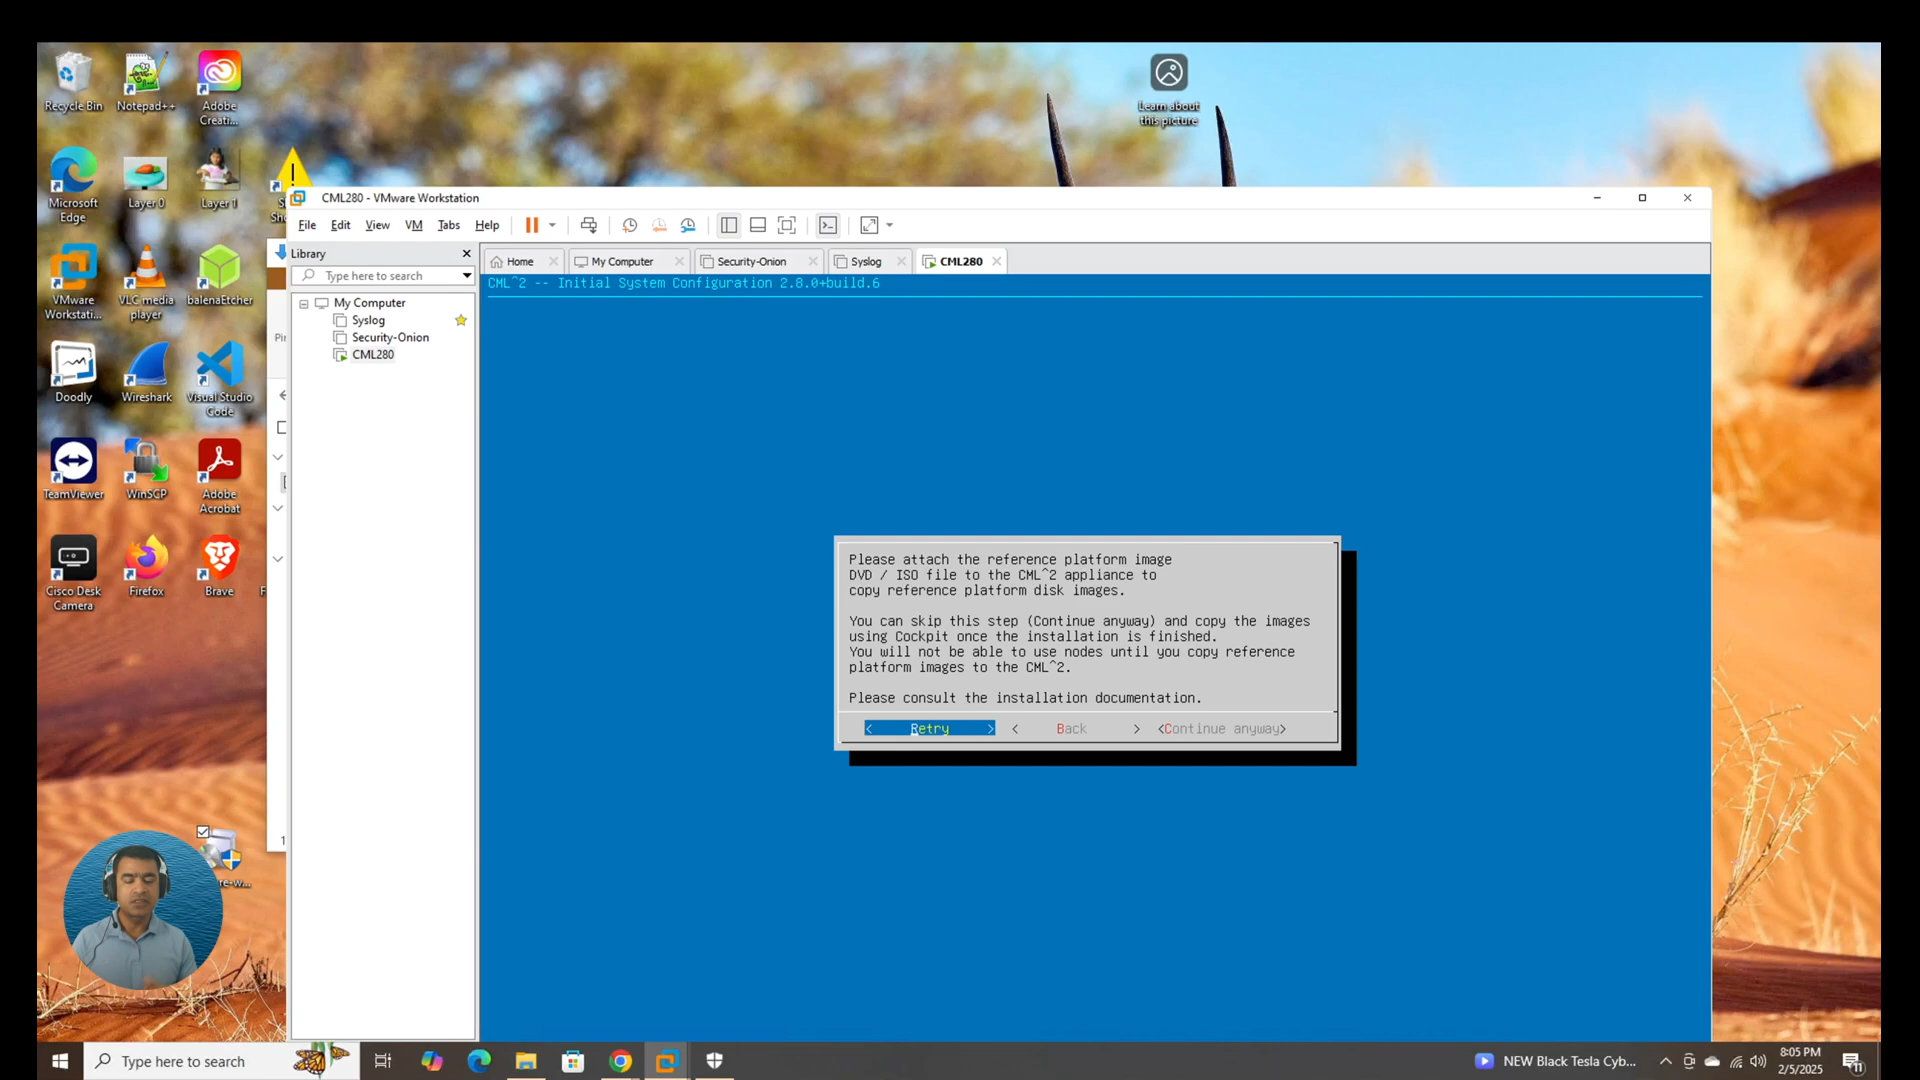 Recycle Bin
Notepad++
Adobe
Creati...
Learn about
this picture
Microsoft
Edge
Layer 0
Layer 1
CML280 - VMware Workstation
File Edit View VM Tabs Help
Library
Type here to search
Home
My Computer
Security-Onion
Syslog
CML280
My Computer
Syslog
Security-Onion
CML280
CML^2 -- Initial System Configuration 2.8.0+build.6
VMware
Workstati...
VLC media
player
balenaEtcher
Doodly
Wireshark
Visual Studio
Code
TeamViewer
WinSCP
Adobe
Acrobat
Cisco Desk
Camera
Firefox
Brave
Please attach the reference platform image
DVD / ISO file to the CML^2 appliance to
copy reference platform disk images.
You can skip this step (Continue anyway) and copy the images
using Cockpit once the installation is finished.
You will not be able to use nodes until you copy reference
platform images to the CML^2.
Please consult the installation documentation.
< Retry > < Back > <Continue anyway>
Type here to search
NEW Black Tesla Cyb...
8:05 PM
2/5/2025